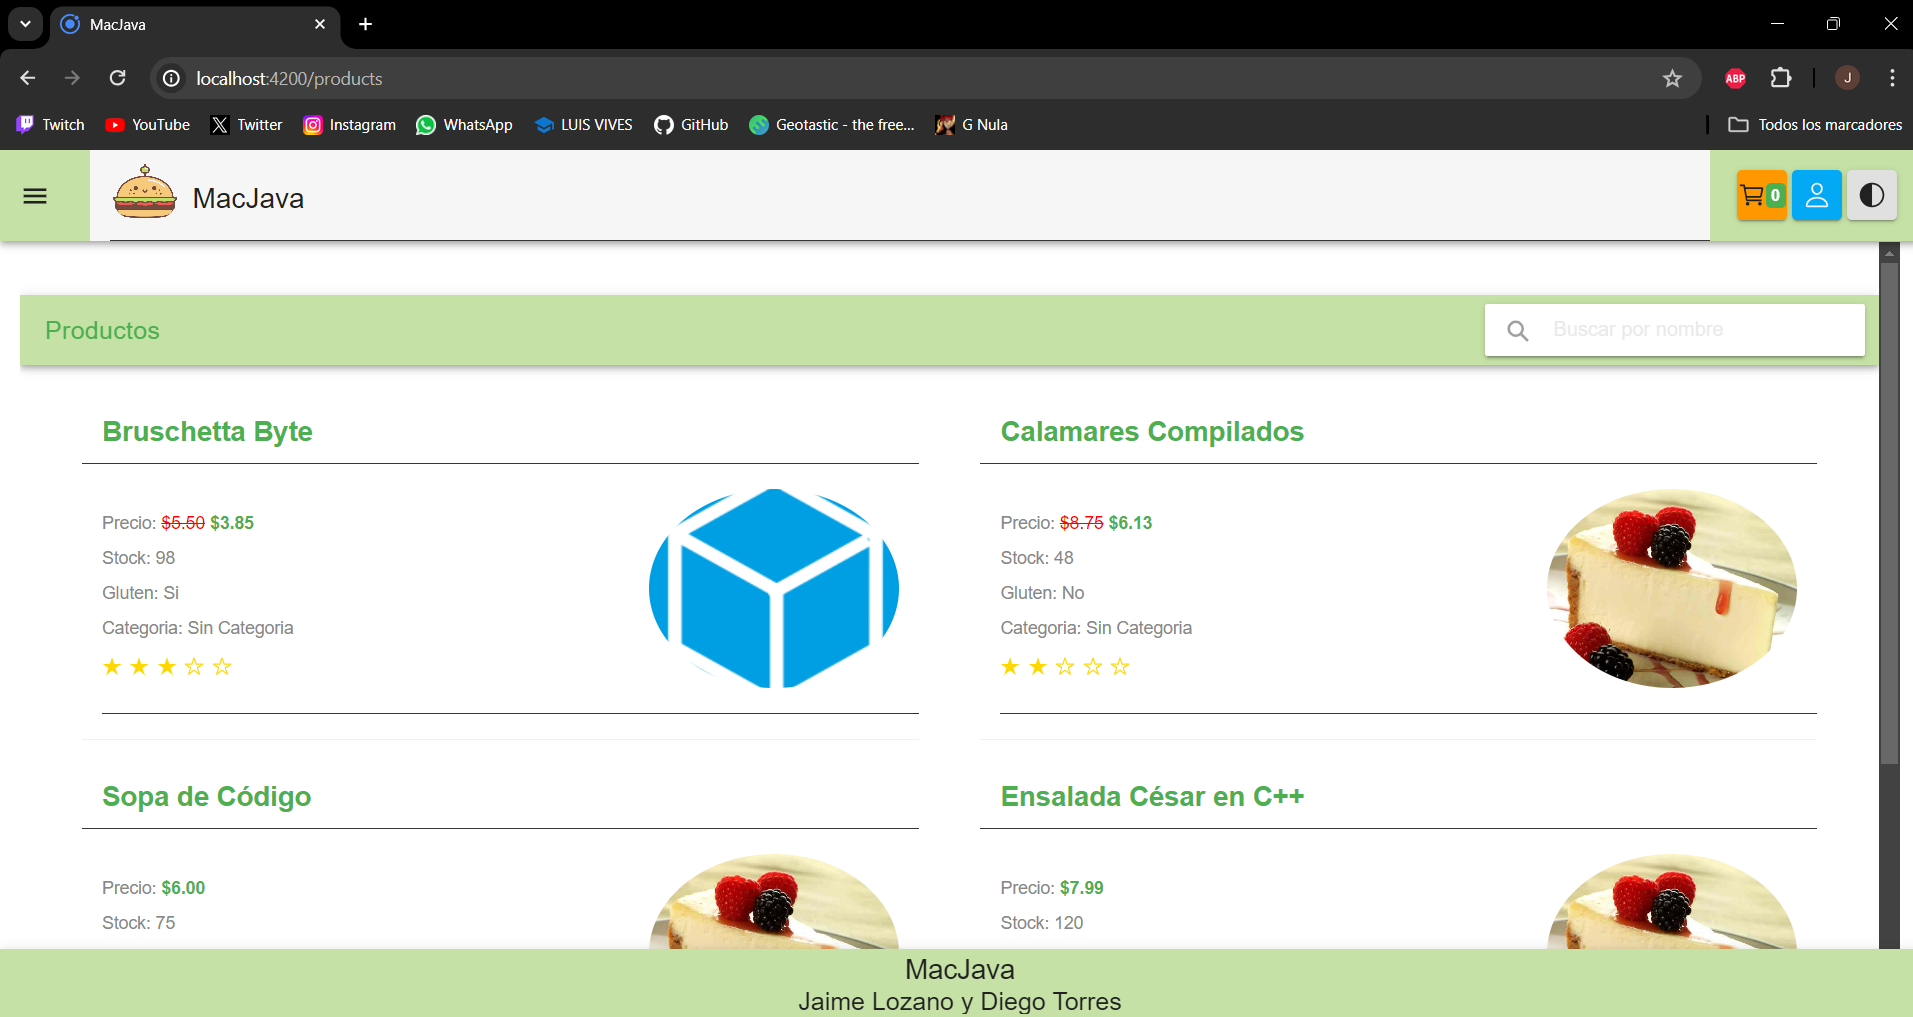 MacJava
localhost:4200/products
ABP
J
Twitch
YouTube
Twitter
Instagram
WhatsApp
LUIS VIVES
GitHub
Geotastic - the free...
G Nula
Todos los marcadores
MacJava
0
Productos
Buscar por nombre
Bruschetta Byte
Precio: $5.50 $3.85
Stock: 98
Gluten: Si
Categoria: Sin Categoria
Calamares Compilados
Precio: $8.75 $6.13
Stock: 48
Gluten: No
Categoria: Sin Categoria
Sopa de Código
Precio: $6.00
Stock: 75
Ensalada César en C++
Precio: $7.99
Stock: 120
MacJava
Jaime Lozano y Diego Torres